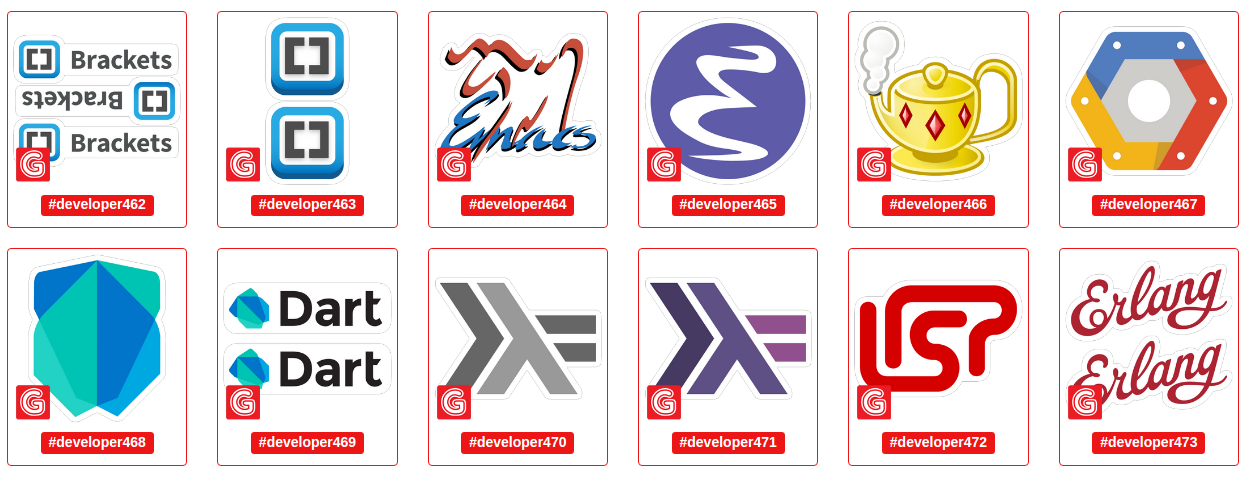 Brackets
Brackets
Brackets
G
#developer462
G
#developer463
Emacs
G
#developer464
G
#developer465
G
#developer466
G
#developer467
G
#developer468
Dart
Dart
G
#developer469
G
#developer470
G
#developer471
LISP
G
#developer472
Erlang
Erlang
G
#developer473